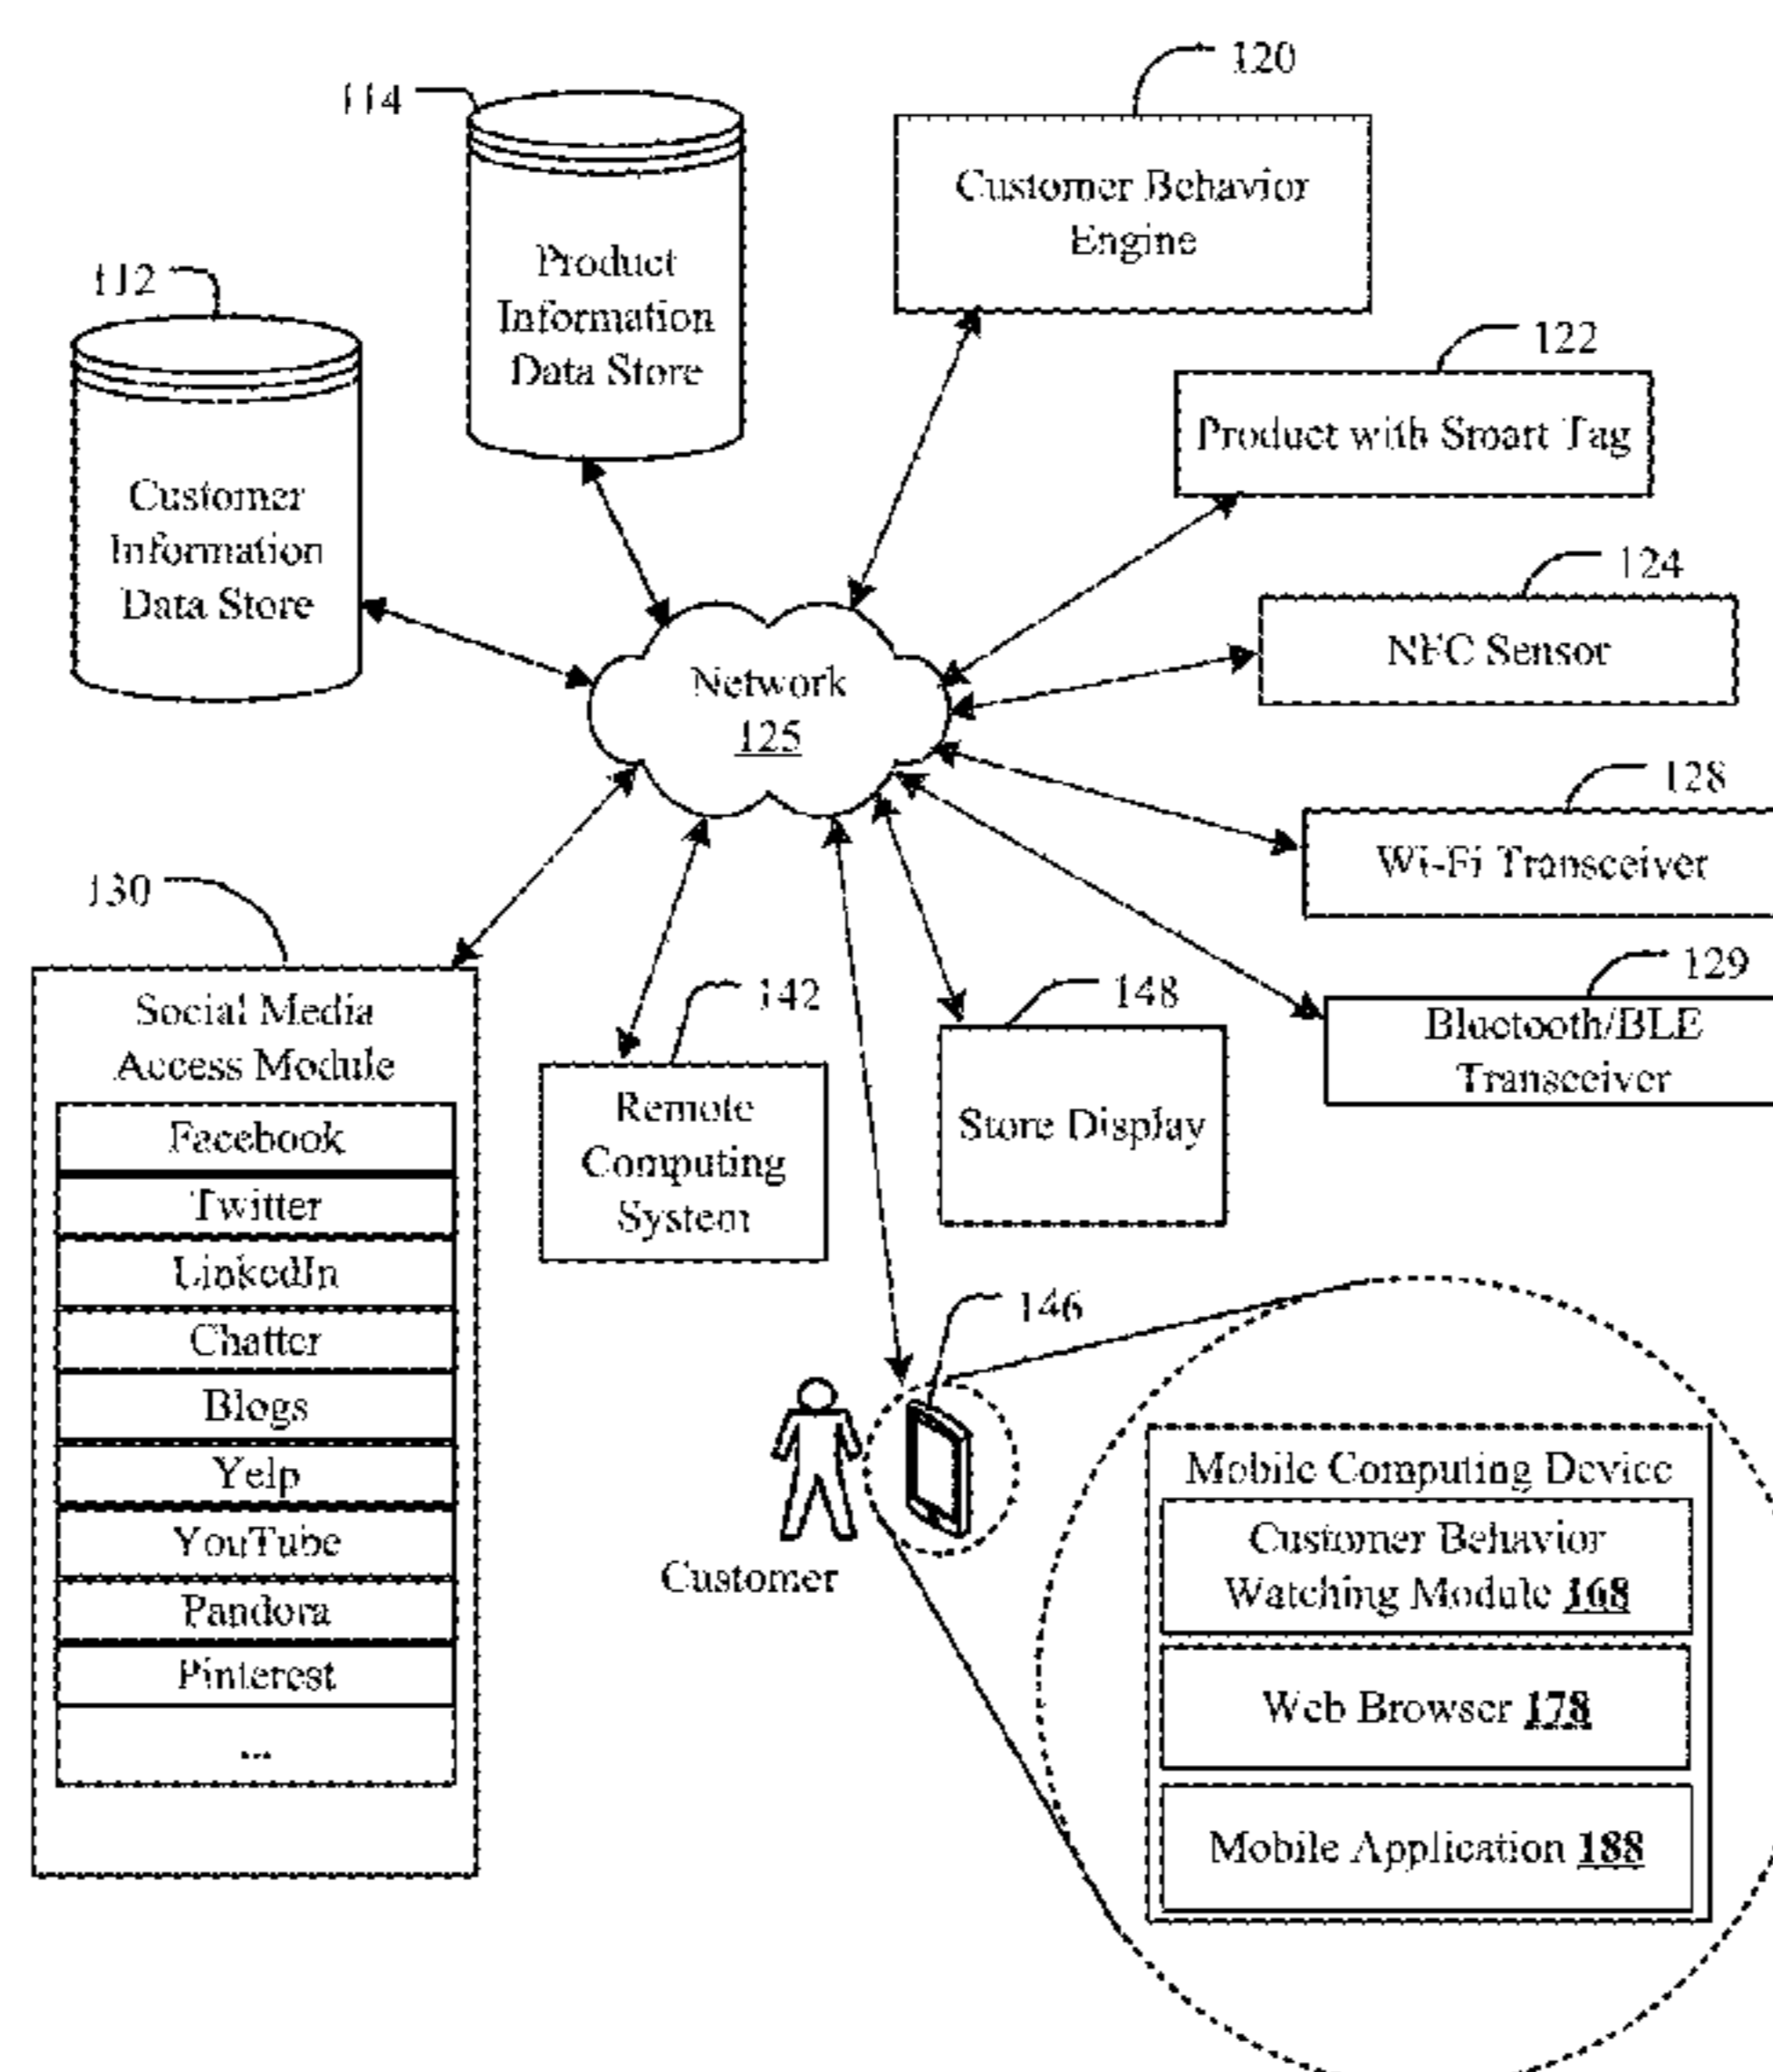 120
114
Customer Behavior
Engine
112
Product
Information
Data Store
122
Product with Smart Tag
Customer
Information
Data Store
124
NFC Sensor
Network
125
128
Wi-Fi Transceiver
130
129
Bluetooth/BLE
Transceiver
Social Media
Access Module
142
148
Remote
Computing
System
Store Display
Facebook
Twitter
LinkedIn
Chatter
Blogs
Yelp
YouTube
Pandora
Pinterest
...
146
Customer
Mobile Computing Device
Customer Behavior
Watching Module 168
Web Browser 178
Mobile Application 188